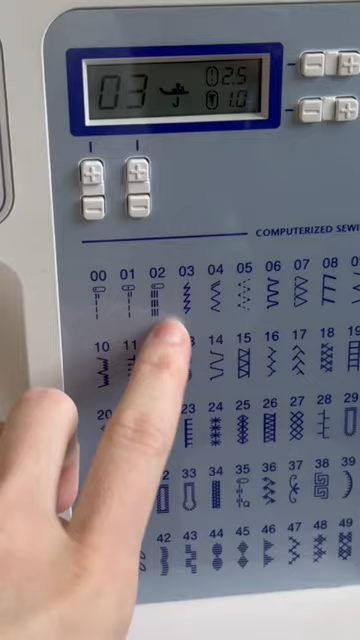 03 2.5
1.0
+ +
- -
- +
- +
COMPUTERIZED SEWI
00 01 02 03 04 05 06 07 08
10 11 14 15 16 17 18 19
20 23 24 25 26 27 28 29
33 34 35 36 37 38 39
42 43 44 45 46 47 48 49